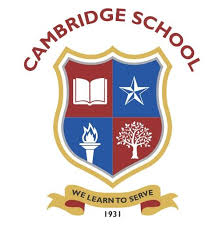 CAMBRIDGE SCHOOL
WE LEARN TO SERVE
1931